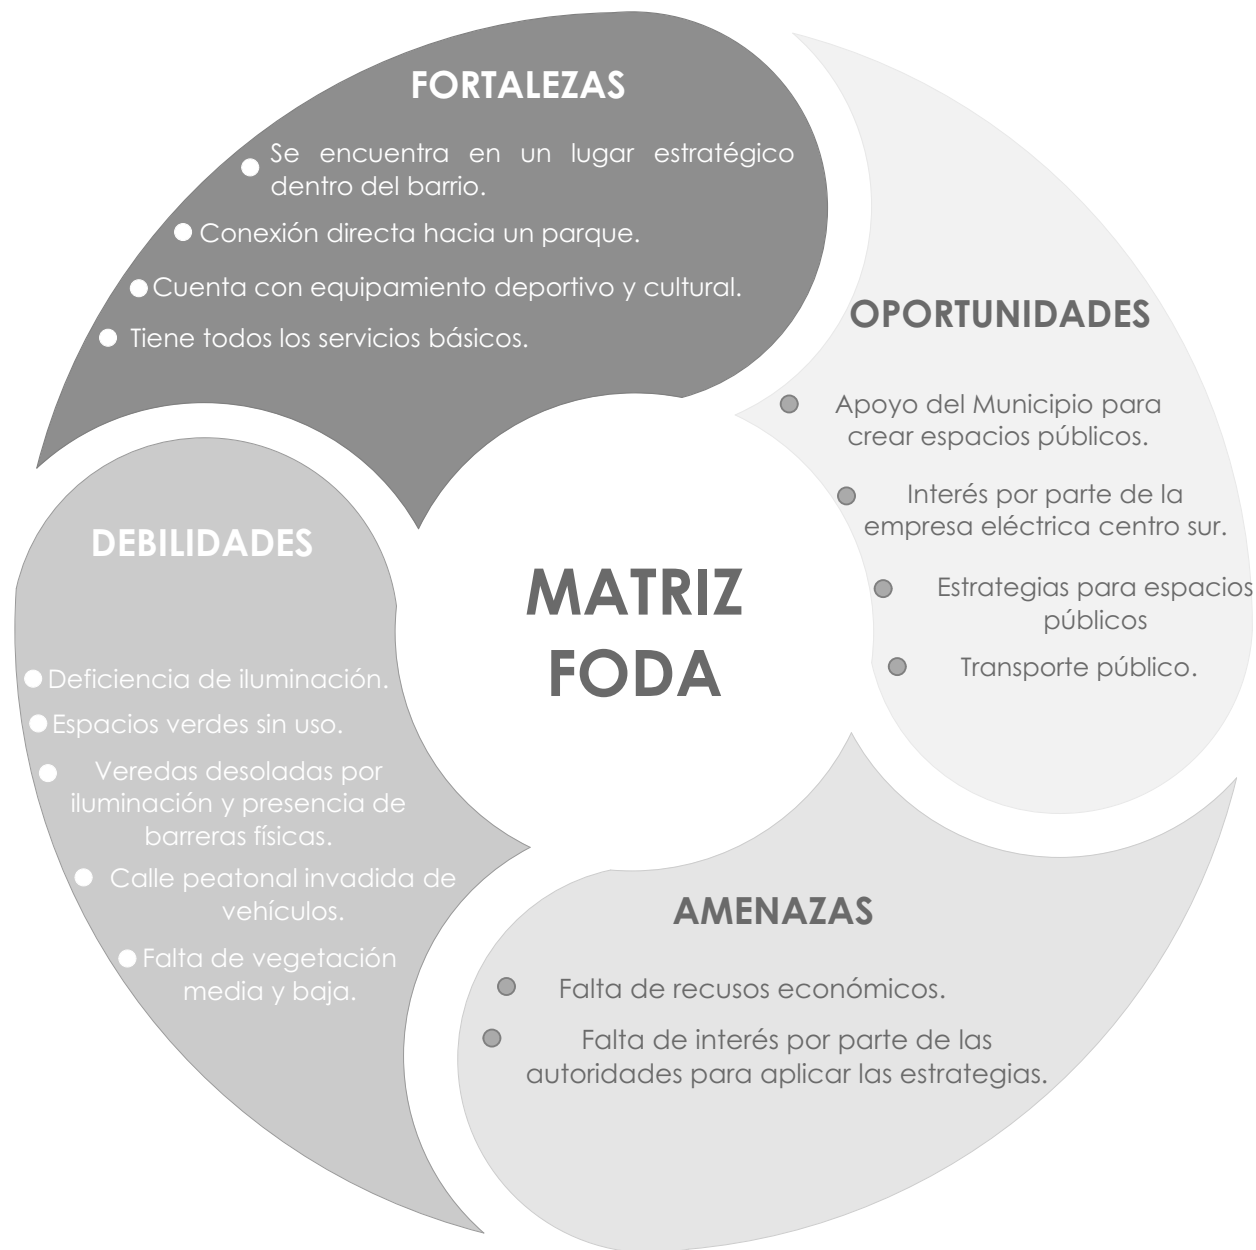 FORTALEZAS
Se encuentra en un lugar estratégico
dentro del barrio.
Conexión directa hacia un parque.
Cuenta con equipamiento deportivo y cultural.
Tiene todos los servicios básicos.
OPORTUNIDADES
Apoyo del Municipio para
crear espacios públicos.
Interés por parte de la
empresa eléctrica centro sur.
Estrategias para espacios
públicos
Transporte público.
MATRIZ
FODA
DEBILIDADES
Deficiencia de iluminación.
Espacios verdes sin uso.
Veredas desoladas por
iluminación y presencia de
barreras físicas.
Calle peatonal invadida de
vehículos.
Falta de vegetación
media y baja.
AMENAZAS
Falta de recusos económicos.
Falta de interés por parte de las
autoridades para aplicar las estrategias.